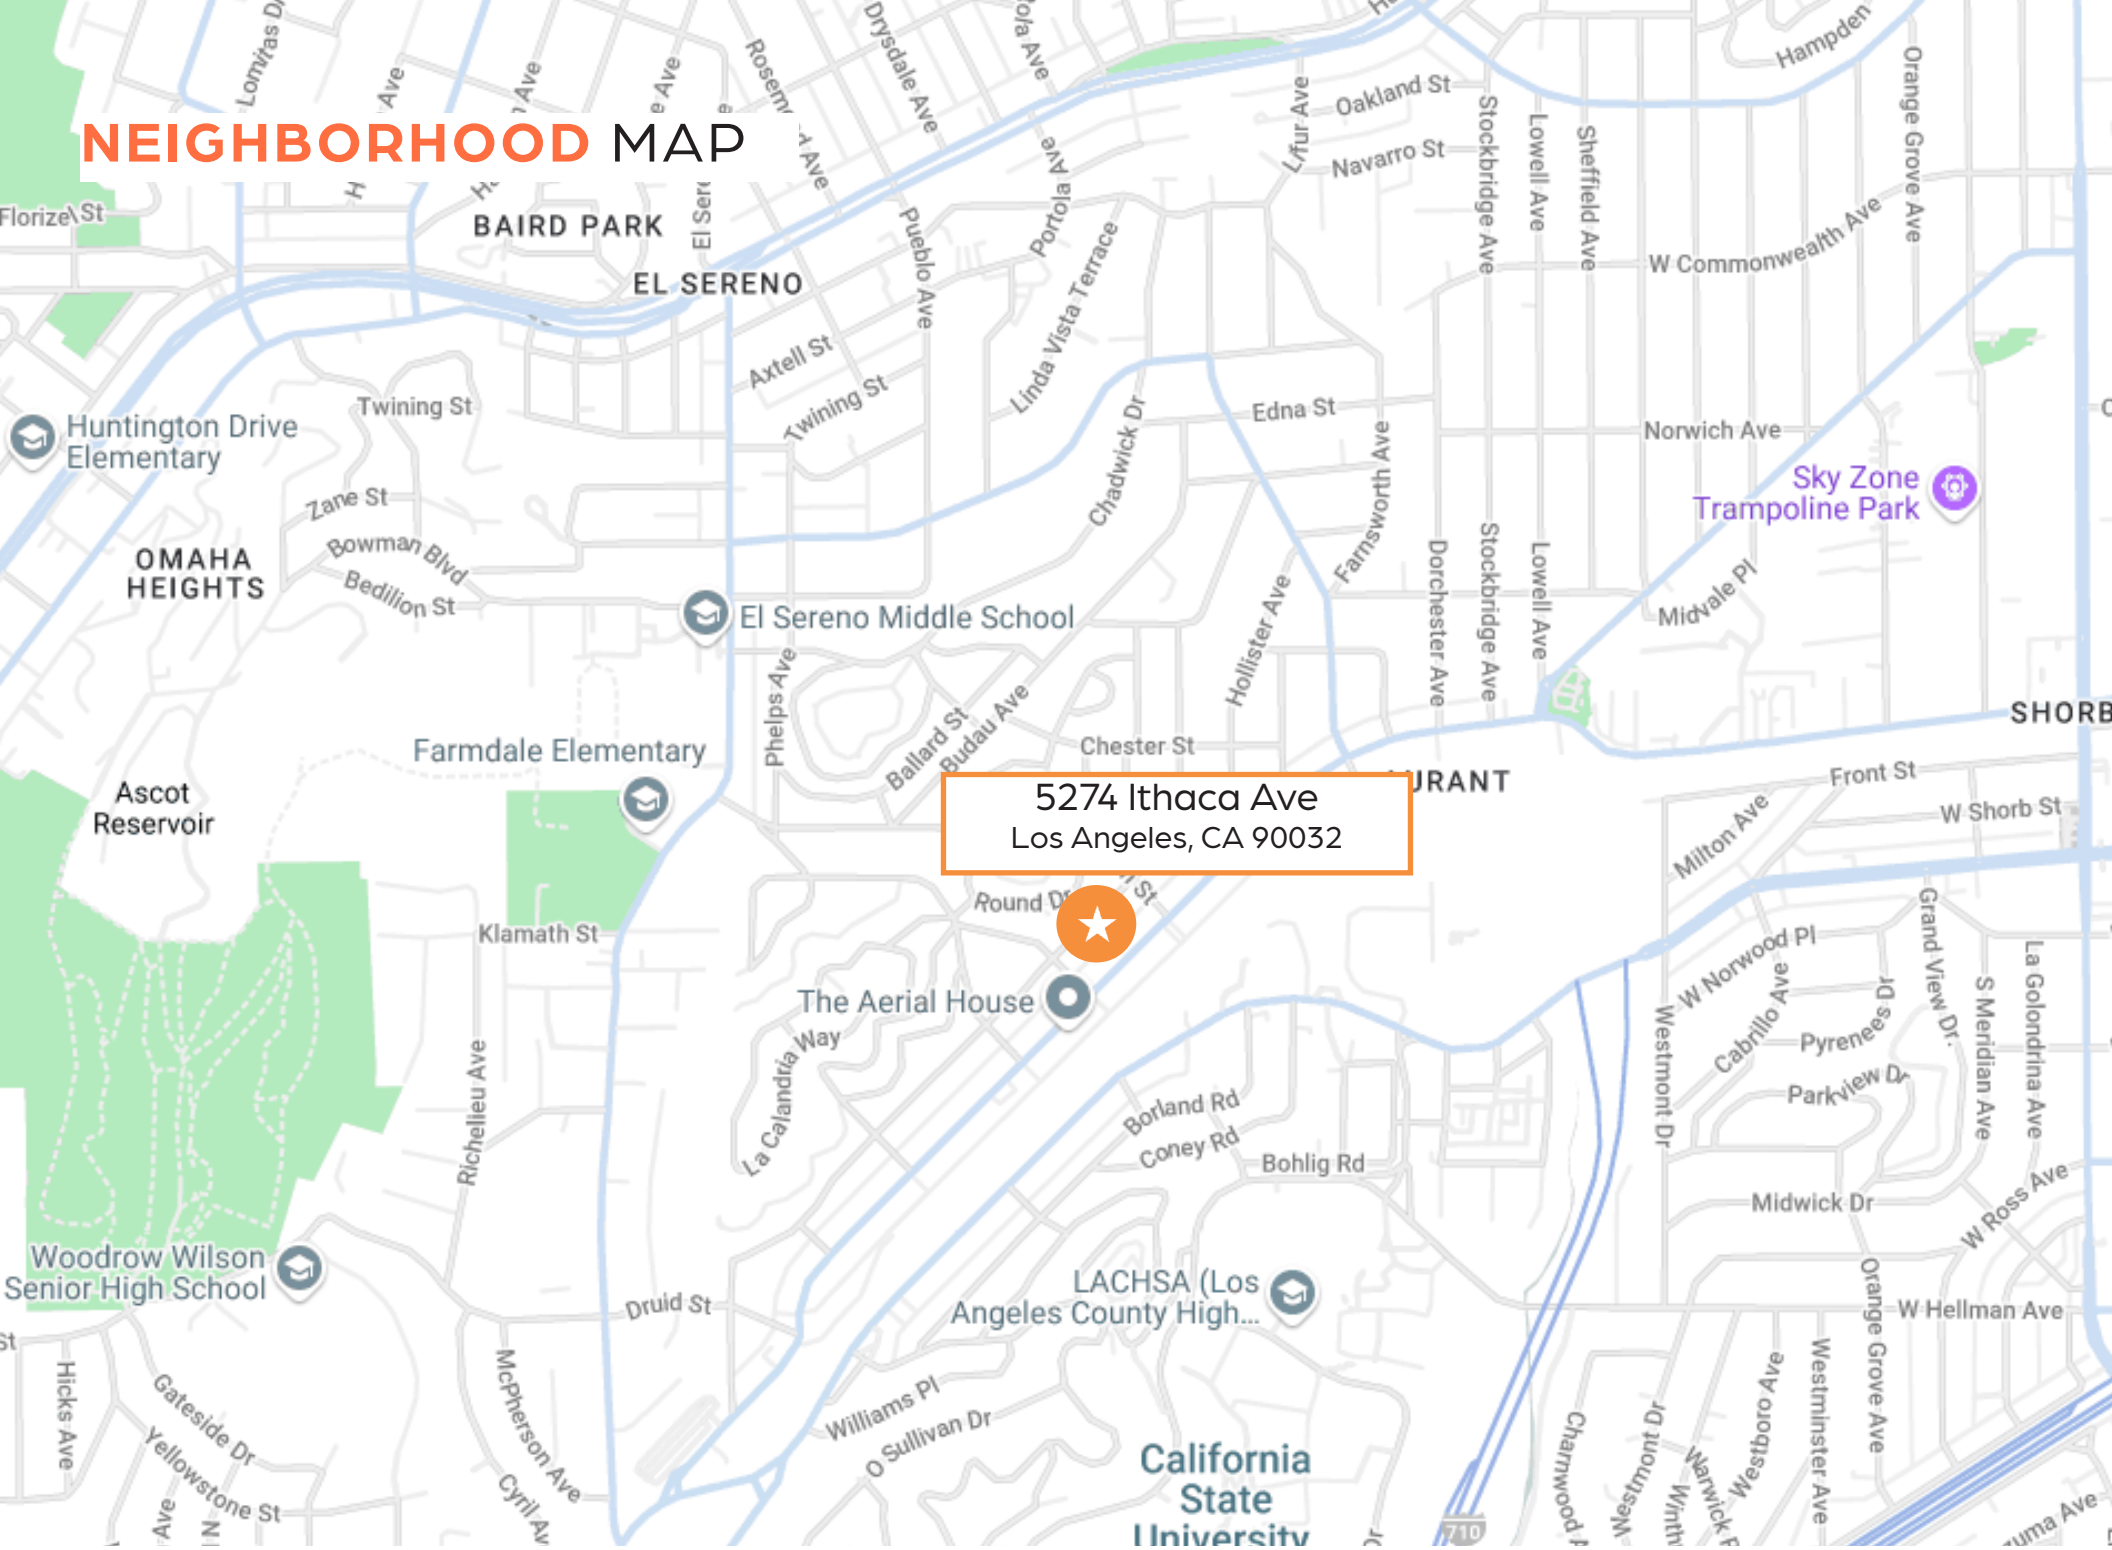 NEIGHBORHOOD MAP
5274 Ithaca Ave
Los Angeles, CA 90032
Drysdale Ave
Hampden
Orange Grove Ave
Oakland St
Navarro St
Stockbridge Ave
Lowell Ave
Sheffield Ave
W Commonwealth Ave
BAIRD PARK
EL SERENO
Pueblo Ave
Portola Ave
Linda Vista Terrace
Axtell St
Twining St
Twining St
Huntington Drive
Elementary
Zane St
Bowman Blvd
Bedilion St
OMAHA
HEIGHTS
Chadwick Dr
Edna St
Farnsworth Ave
Norwich Ave
Sky Zone
Trampoline Park
Midvale Pl
Dorchester Ave
Stockbridge Ave
Lowell Ave
El Sereno Middle School
Hollister Ave
Phelps Ave
Ballard St
Budau Ave
Chester St
Farmdale Elementary
Ascot
Reservoir
Front St
W Shorb St
Milton Ave
Klamath St
Round
St
The Aerial House
La Calandria Way
Richelieu Ave
W Norwood Pl
Cabrillo Ave
Pyrenees Dr
Parkview Dr
Grand View Dr.
S Meridian Ave
La Golondrina Ave
Westmont Dr
Borland Rd
Coney Rd
Bohlig Rd
Midwick Dr
W Ross Ave
Woodrow Wilson
Senior High School
Druid St
LACHSA (Los
Angeles County High...
W Hellman Ave
Orange Grove Ave
Hicks Ave
Gateside Dr
Yellowstone St
McPherson Ave
Williams Pl
O Sullivan Dr
California
State
University
710
Westmont Dr
Westboro Ave
Westminster Ave
Ave